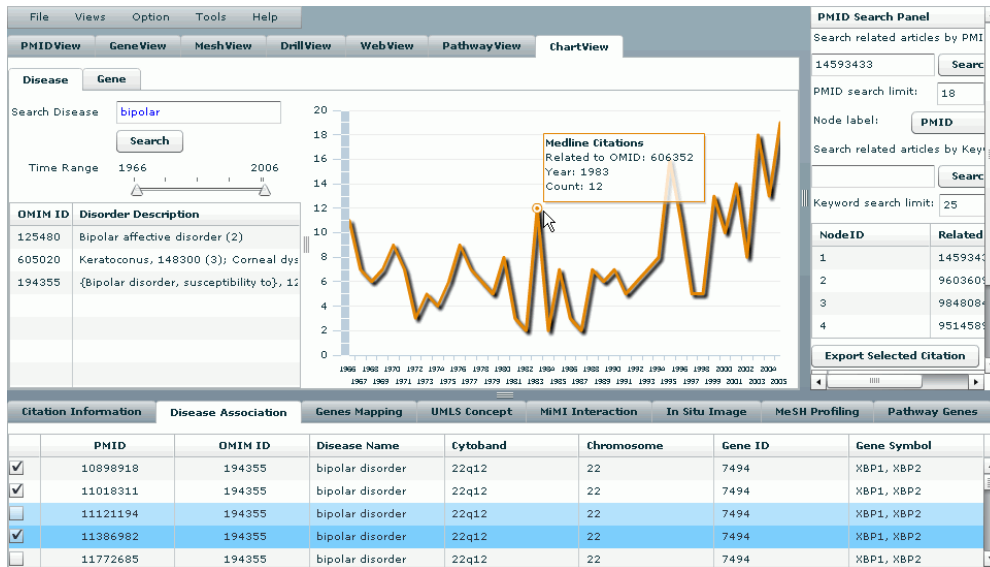 File Views Option Tools Help
PMIDView GeneView MeshView DrillView WebView PathwayView ChartView
Disease Gene
Search Disease bipolar
Search
Time Range 1966 2006
OMIM ID Disorder Description
125480 Bipolar affective disorder (2)
605020 Keratoconus, 148300 (3); Corneal dys
194355 {Bipolar disorder, susceptibility to}, 12
20
18
16
14
12
10
8
6
4
2
0
Medline Citations
Related to OMID: 606352
Year: 1983
Count: 12
1966 1968 1970 1972 1974 1976 1978 1980 1982 1984 1986 1988 1990 1992 1994 1996 1998 2000 2002 2004
1967 1969 1971 1973 1975 1977 1979 1981 1983 1985 1987 1989 1991 1993 1995 1997 1999 2001 2003 2005
PMID Search Panel
Search related articles by PMI
14593433 Searc
PMID search limit: 18
Node label: PMID
Search related articles by Key
Searc
Keyword search limit: 25
NodeID Related
1 1459343
2 9603609
3 984808
4 9514589
Export Selected Citation
Citation Information Disease Association Genes Mapping UMLS Concept MiMI Interaction In Situ Image MeSH Profiling Pathway Genes
PMID OMIM ID Disease Name Cytoband Chromosome Gene ID Gene Symbol
10898918 194355 bipolar disorder 22q12 22 7494 XBP1, XBP2
11018311 194355 bipolar disorder 22q12 22 7494 XBP1, XBP2
11121194 194355 bipolar disorder 22q12 22 7494 XBP1, XBP2
11386982 194355 bipolar disorder 22q12 22 7494 XBP1, XBP2
11772685 194355 bipolar disorder 22q12 22 7494 XBP1, XBP2